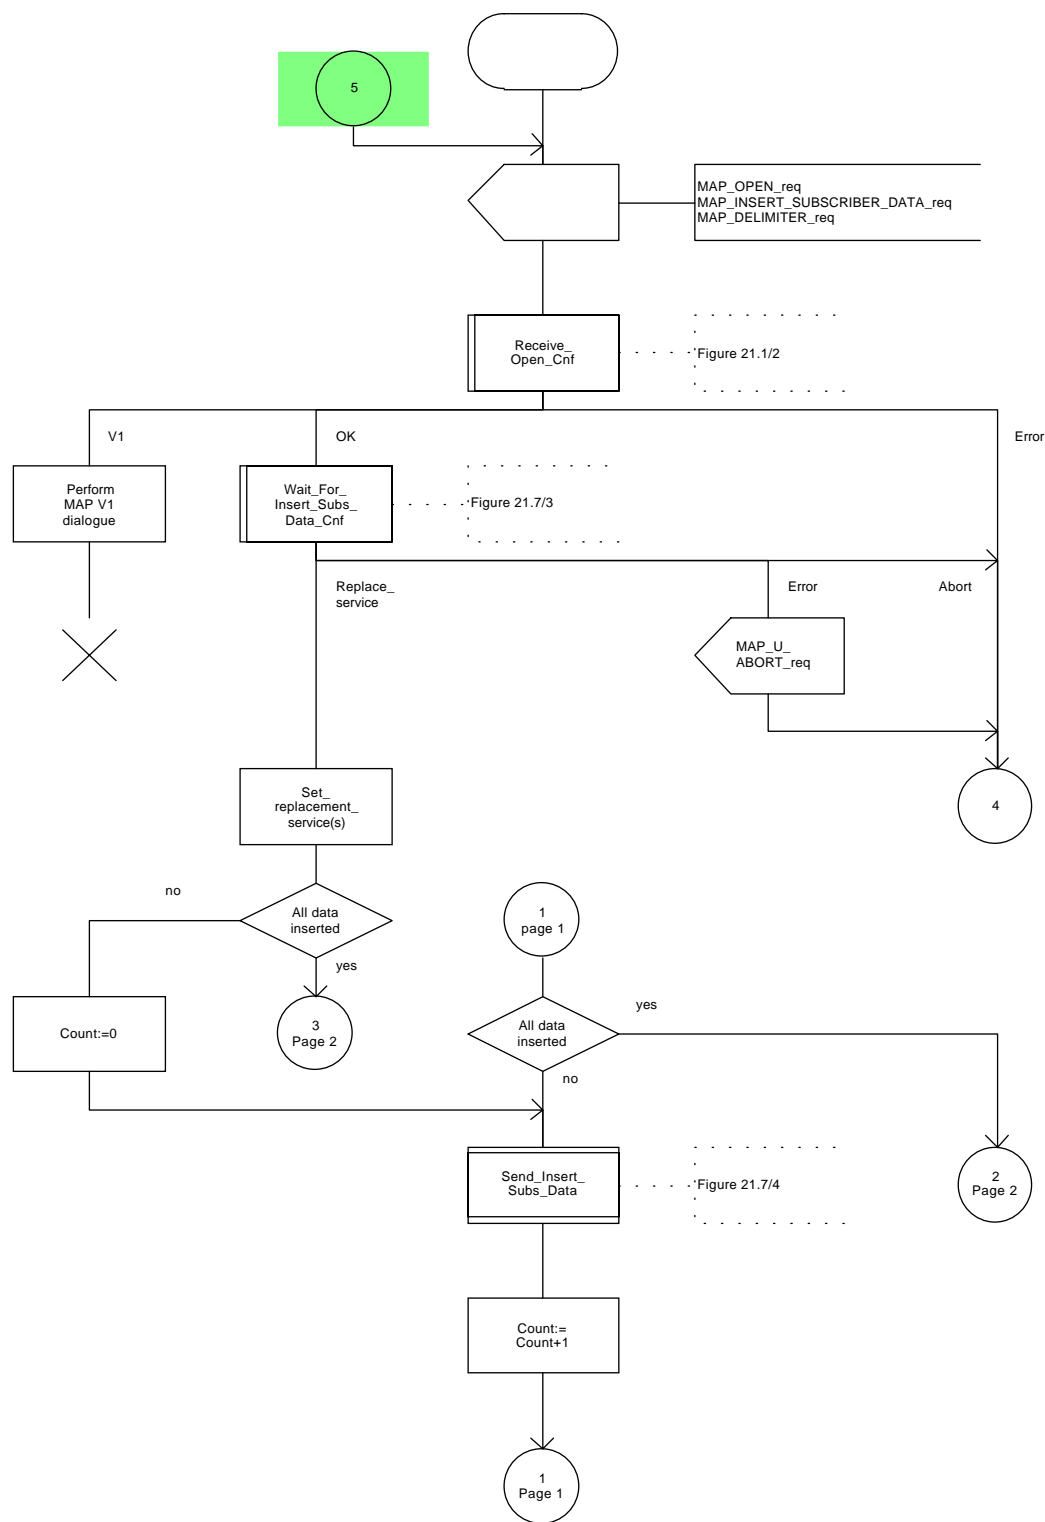 5
MAP_OPEN_req
MAP_INSERT_SUBSCRIBER_DATA_req
MAP_DELIMITER_req
Receive_
Open_Cnf
Figure 21.1/2
V1
OK
Error
Perform
MAP V1
dialogue
Wait_For_
Insert_Subs_
Data_Cnf
Figure 21.7/3
Replace_
service
Error
Abort
MAP_U_
ABORT_req
Set_
replacement_
service(s)
4
no
All data
inserted
yes
1
page 1
Count:=0
3
Page 2
All data
inserted
yes
no
Send_Insert_
Subs_Data
Figure 21.7/4
2
Page 2
Count:=
Count+1
1
Page 1